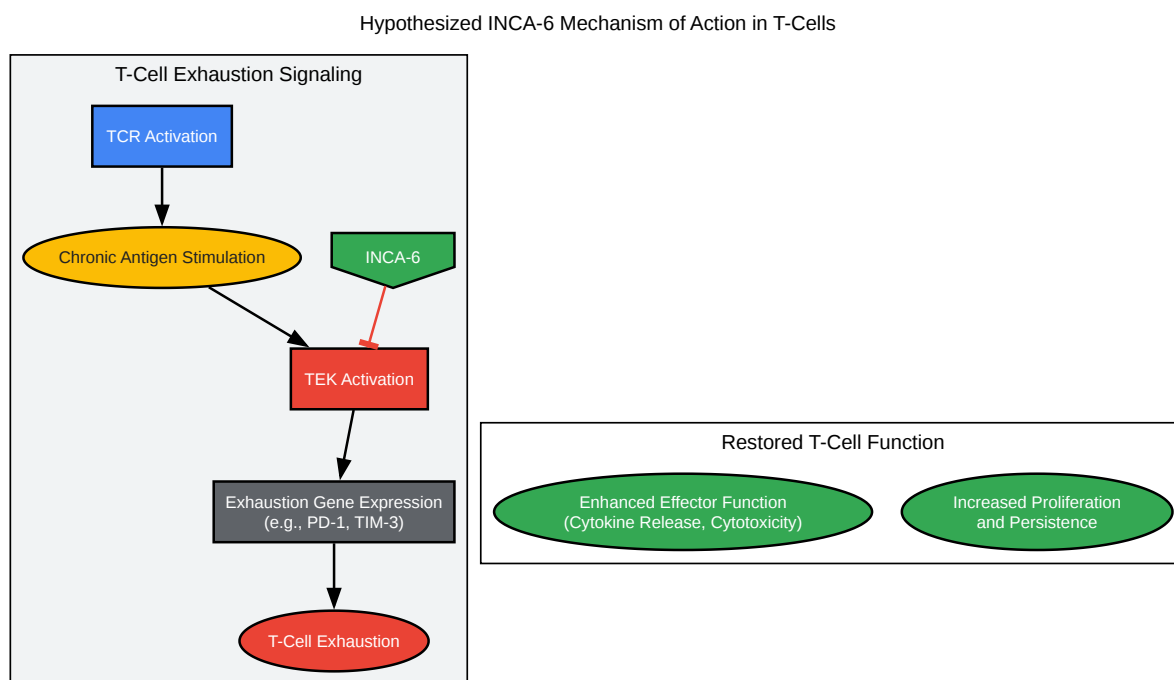 Hypothesized INCA-6 Mechanism of Action in T-Cells
T-Cell Exhaustion Signaling
TCR Activation
Chronic Antigen Stimulation
INCA-6
TEK Activation
Exhaustion Gene Expression
(e.g., PD-1, TIM-3)
T-Cell Exhaustion
Restored T-Cell Function
Enhanced Effector Function
(Cytokine Release, Cytotoxicity)
Increased Proliferation
and Persistence